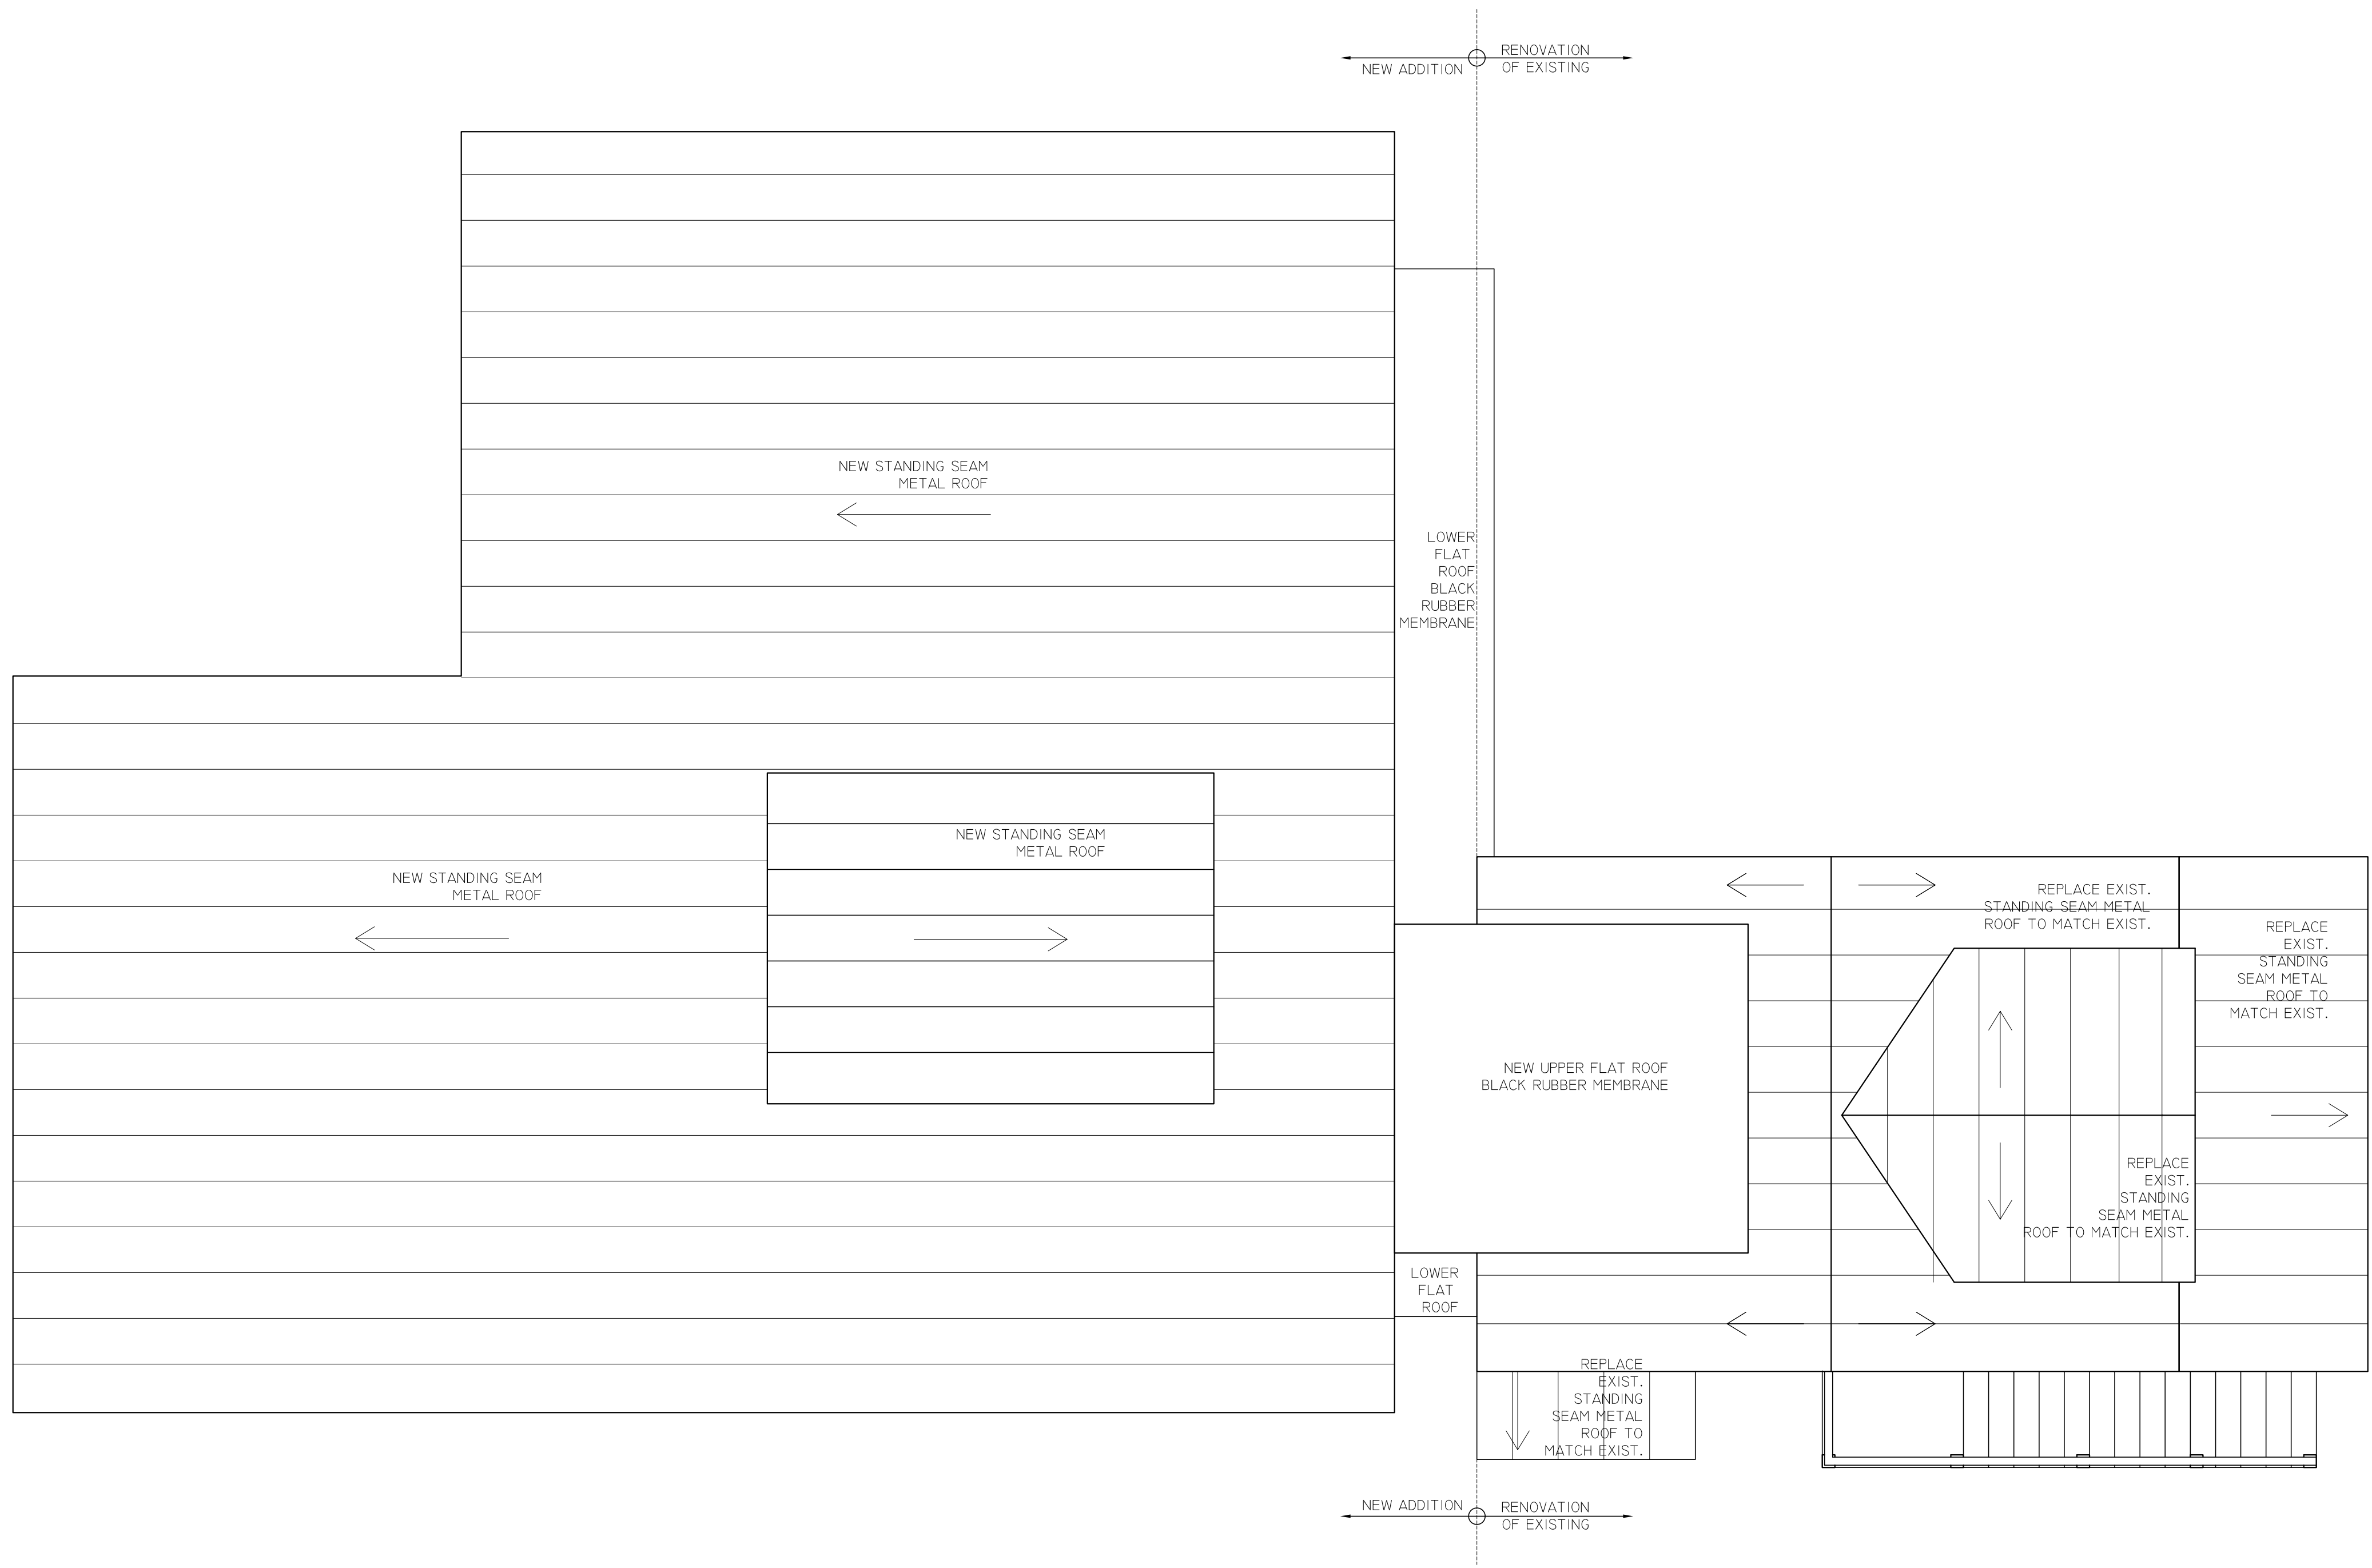 RENOVATION
OF EXISTING
NEW ADDITION
NEW STANDING SEAM
METAL ROOF
LOWER
FLAT
ROOF
BLACK
RUBBER
MEMBRANE
NEW STANDING SEAM
METAL ROOF
NEW STANDING SEAM
METAL ROOF
REPLACE EXIST.
STANDING SEAM METAL
ROOF TO MATCH EXIST.
REPLACE
EXIST.
STANDING
SEAM METAL
ROOF TO
MATCH EXIST.
NEW UPPER FLAT ROOF
BLACK RUBBER MEMBRANE
REPLACE
EXIST.
STANDING
SEAM METAL
ROOF TO MATCH EXIST.
LOWER
FLAT
ROOF
REPLACE
EXIST.
STANDING
SEAM METAL
ROOF TO
MATCH EXIST.
NEW ADDITION
RENOVATION
OF EXISTING